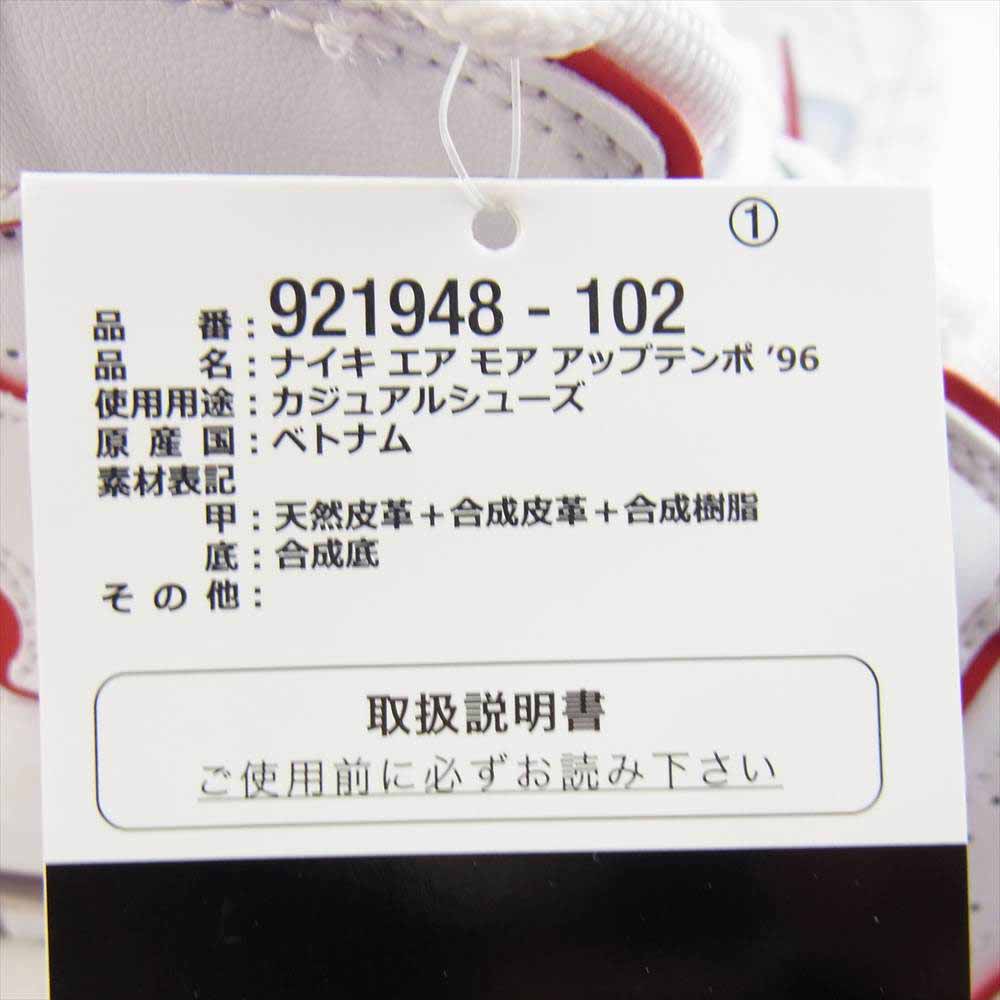 ①
品番：921948 - 102
品名：ナイキ エア モア アップテンポ ’96
使用用途：カジュアルシューズ
原産国：ベトナム
素材表記
甲：天然皮革＋合成皮革＋合成樹脂
底：合成底
その他：
取扱説明書
ご使用前に必ずお読み下さい